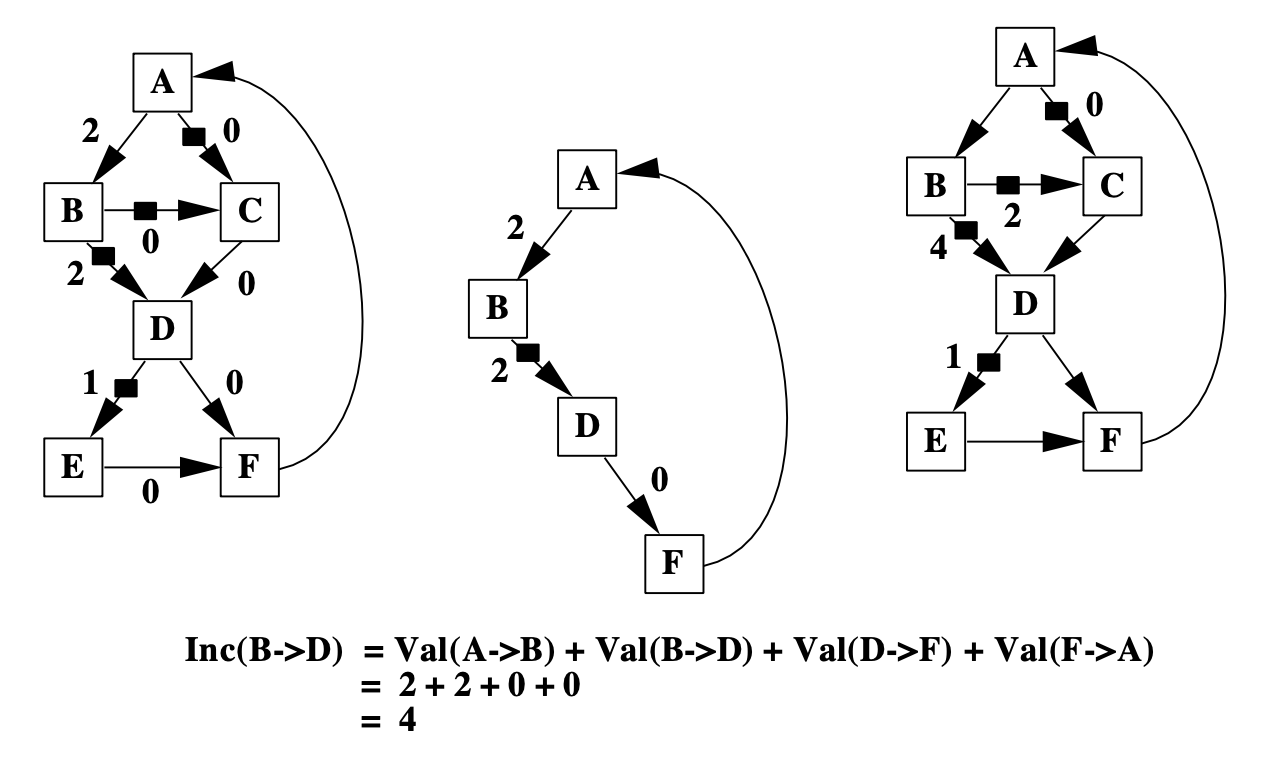 A
2
0
B
C
0
2
0
D
1
0
E
F
0
A
2
B
2
D
0
F
A
0
B
C
2
4
D
1
E
F
Inc(B->D) = Val(A->B) + Val(B->D) + Val(D->F) + Val(F->A)
= 2 + 2 + 0 + 0
= 4